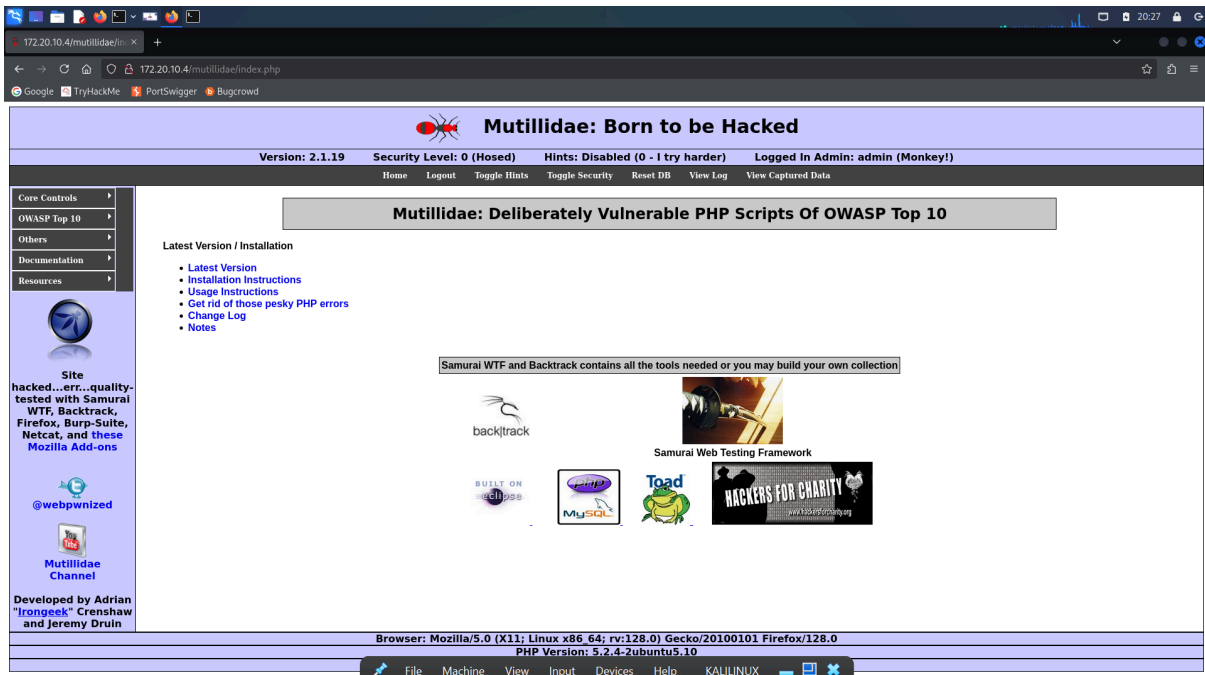 20:27
172.20.10.4/mutillidae/in
172.20.10.4/mutillidae/index.php
Google TryHackMe PortSwigger Bugcrowd
Mutillidae: Born to be Hacked
Version: 2.1.19 Security Level: 0 (Hosed) Hints: Disabled (0 - I try harder) Logged In Admin: admin (Monkey!)
Home Logout Toggle Hints Toggle Security Reset DB View Log View Captured Data
Core Controls
OWASP Top 10
Others
Documentation
Resources
Site
hacked...err...quality-
tested with Samurai
WTF, Backtrack,
Firefox, Burp-Suite,
Netcat, and these
Mozilla Add-ons
@webpwnized
You
Tube
Mutillidae
Channel
Developed by Adrian
"Irongeek" Crenshaw
and Jeremy Druin
Mutillidae: Deliberately Vulnerable PHP Scripts Of OWASP Top 10
Latest Version / Installation
Latest Version
Installation Instructions
Usage Instructions
Get rid of those pesky PHP errors
Change Log
Notes
Samurai WTF and Backtrack contains all the tools needed or you may build your own collection
back|track
Samurai Web Testing Framework
BUILT ON
eclipse
php
MySQL
Toad
HACKERS FOR CHARITY
www.hackersforcharity.org
Browser: Mozilla/5.0 (X11; Linux x86_64; rv:128.0) Gecko/20100101 Firefox/128.0
PHP Version: 5.2.4-2ubuntu5.10
File Machine View Input Devices Help KALILINUX